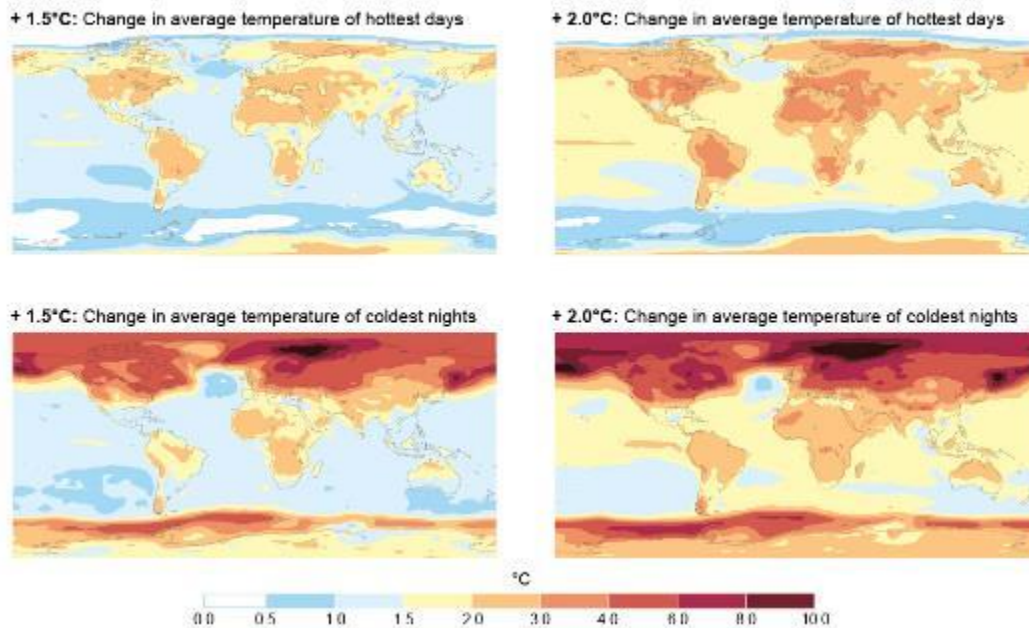 + 1.5°C: Change in average temperature of hottest days
+ 2.0°C: Change in average temperature of hottest days
+ 1.5°C: Change in average temperature of coldest nights
+ 2.0°C: Change in average temperature of coldest nights
°C
0.0 0.5 1.0 1.5 2.0 3.0 4.0 6.0 8.0 10.0